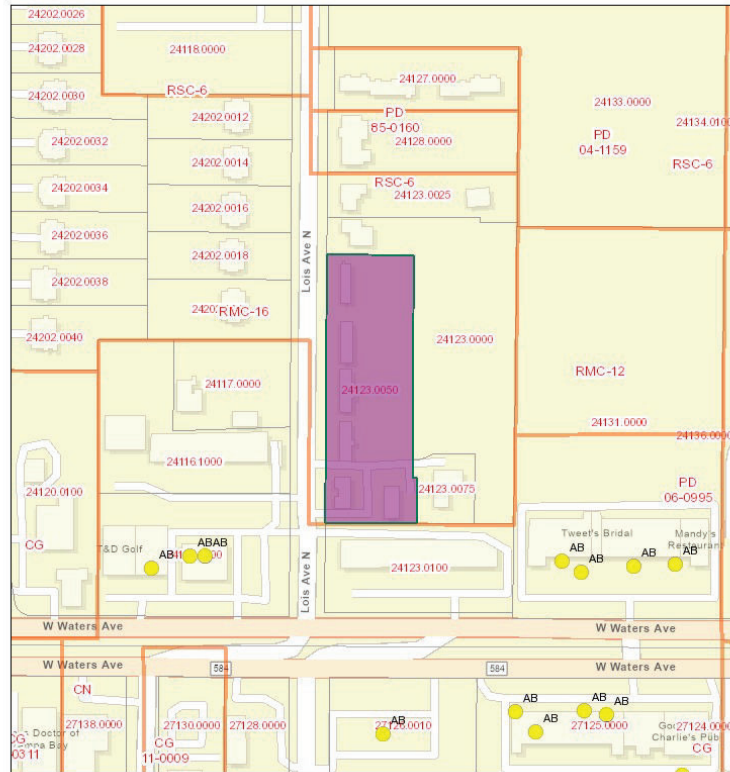 24202.0026
24202.0028
24118.0000
24127.0000
24202.0030
RSC-6
24133.0000
24202.0012
PD
85-0160
24134.010
PD
04-1159
24202.0032
24128.0000
24202.0014
RSC-6
24202.0034
RSC-6
24123.0025
24202.0016
24202.0036
Lois Ave N
24202.0018
24202.0038
RMC-16
24202.0040
24123.0000
24117.0000
RMC-12
24123.0050
24131.0000
24136.0000
24116.1000
24120.0100
24123.0075
PD
06-0995
CG
T&D Golf
AB
ABAB
Tweet's Bridal
Mandy's
Restaurant
AB
AB
AB
AB
24123.0100
Lois Ave N
W Waters Ave
W Waters Ave
W Waters Ave
584
584
W Waters Ave
CN
27138.0000
27130.0000
27128.0000
AB
27126.0010
AB
AB
AB
AB
27125.0000
27124.0000
Charlie's Pub
Doctor of
CG
CG
11-0009
CG